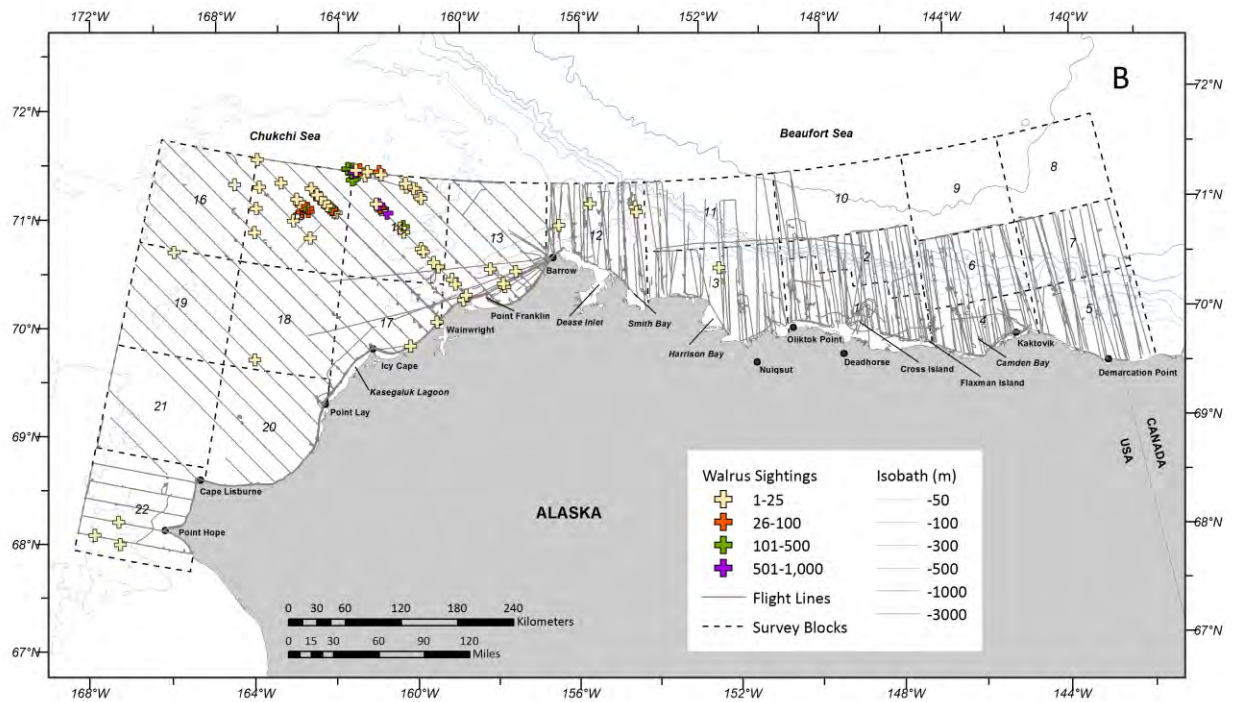 172°W 168°W 164°W 160°W 156°W 152°W 148°W 144°W 140°W
B
72°N 72°N
Chukchi Sea Beaufort Sea
8
9
10
16
71°N 71°N
11
13 12
7
2
6
3
19
Barrow
18
17
5
4
70°N 70°N
Point Franklin
Dease Inlet
Smith Bay
Wainwright
Oliktok Point
Kaktovik
Harrison Bay
Icy Cape
Nuiqsut
Deadhorse
Cross Island
Camden Bay
Demarcation Point
Flaxman Island
Kasegaluk Lagoon
21
Point Lay
20
69°N 69°N
USA CANADA
Cape Lisburne
22
Point Hope
ALASKA
68°N 68°N
Walrus Sightings
1-25
26-100
101-500
501-1,000
Flight Lines
Survey Blocks
Isobath (m)
-50
-100
-300
-500
-1000
-3000
0 30 60 120 180 240
Kilometers
0 15 30 60 90 120
Miles
67°N 67°N
168°W 164°W 160°W 156°W 152°W 148°W 144°W